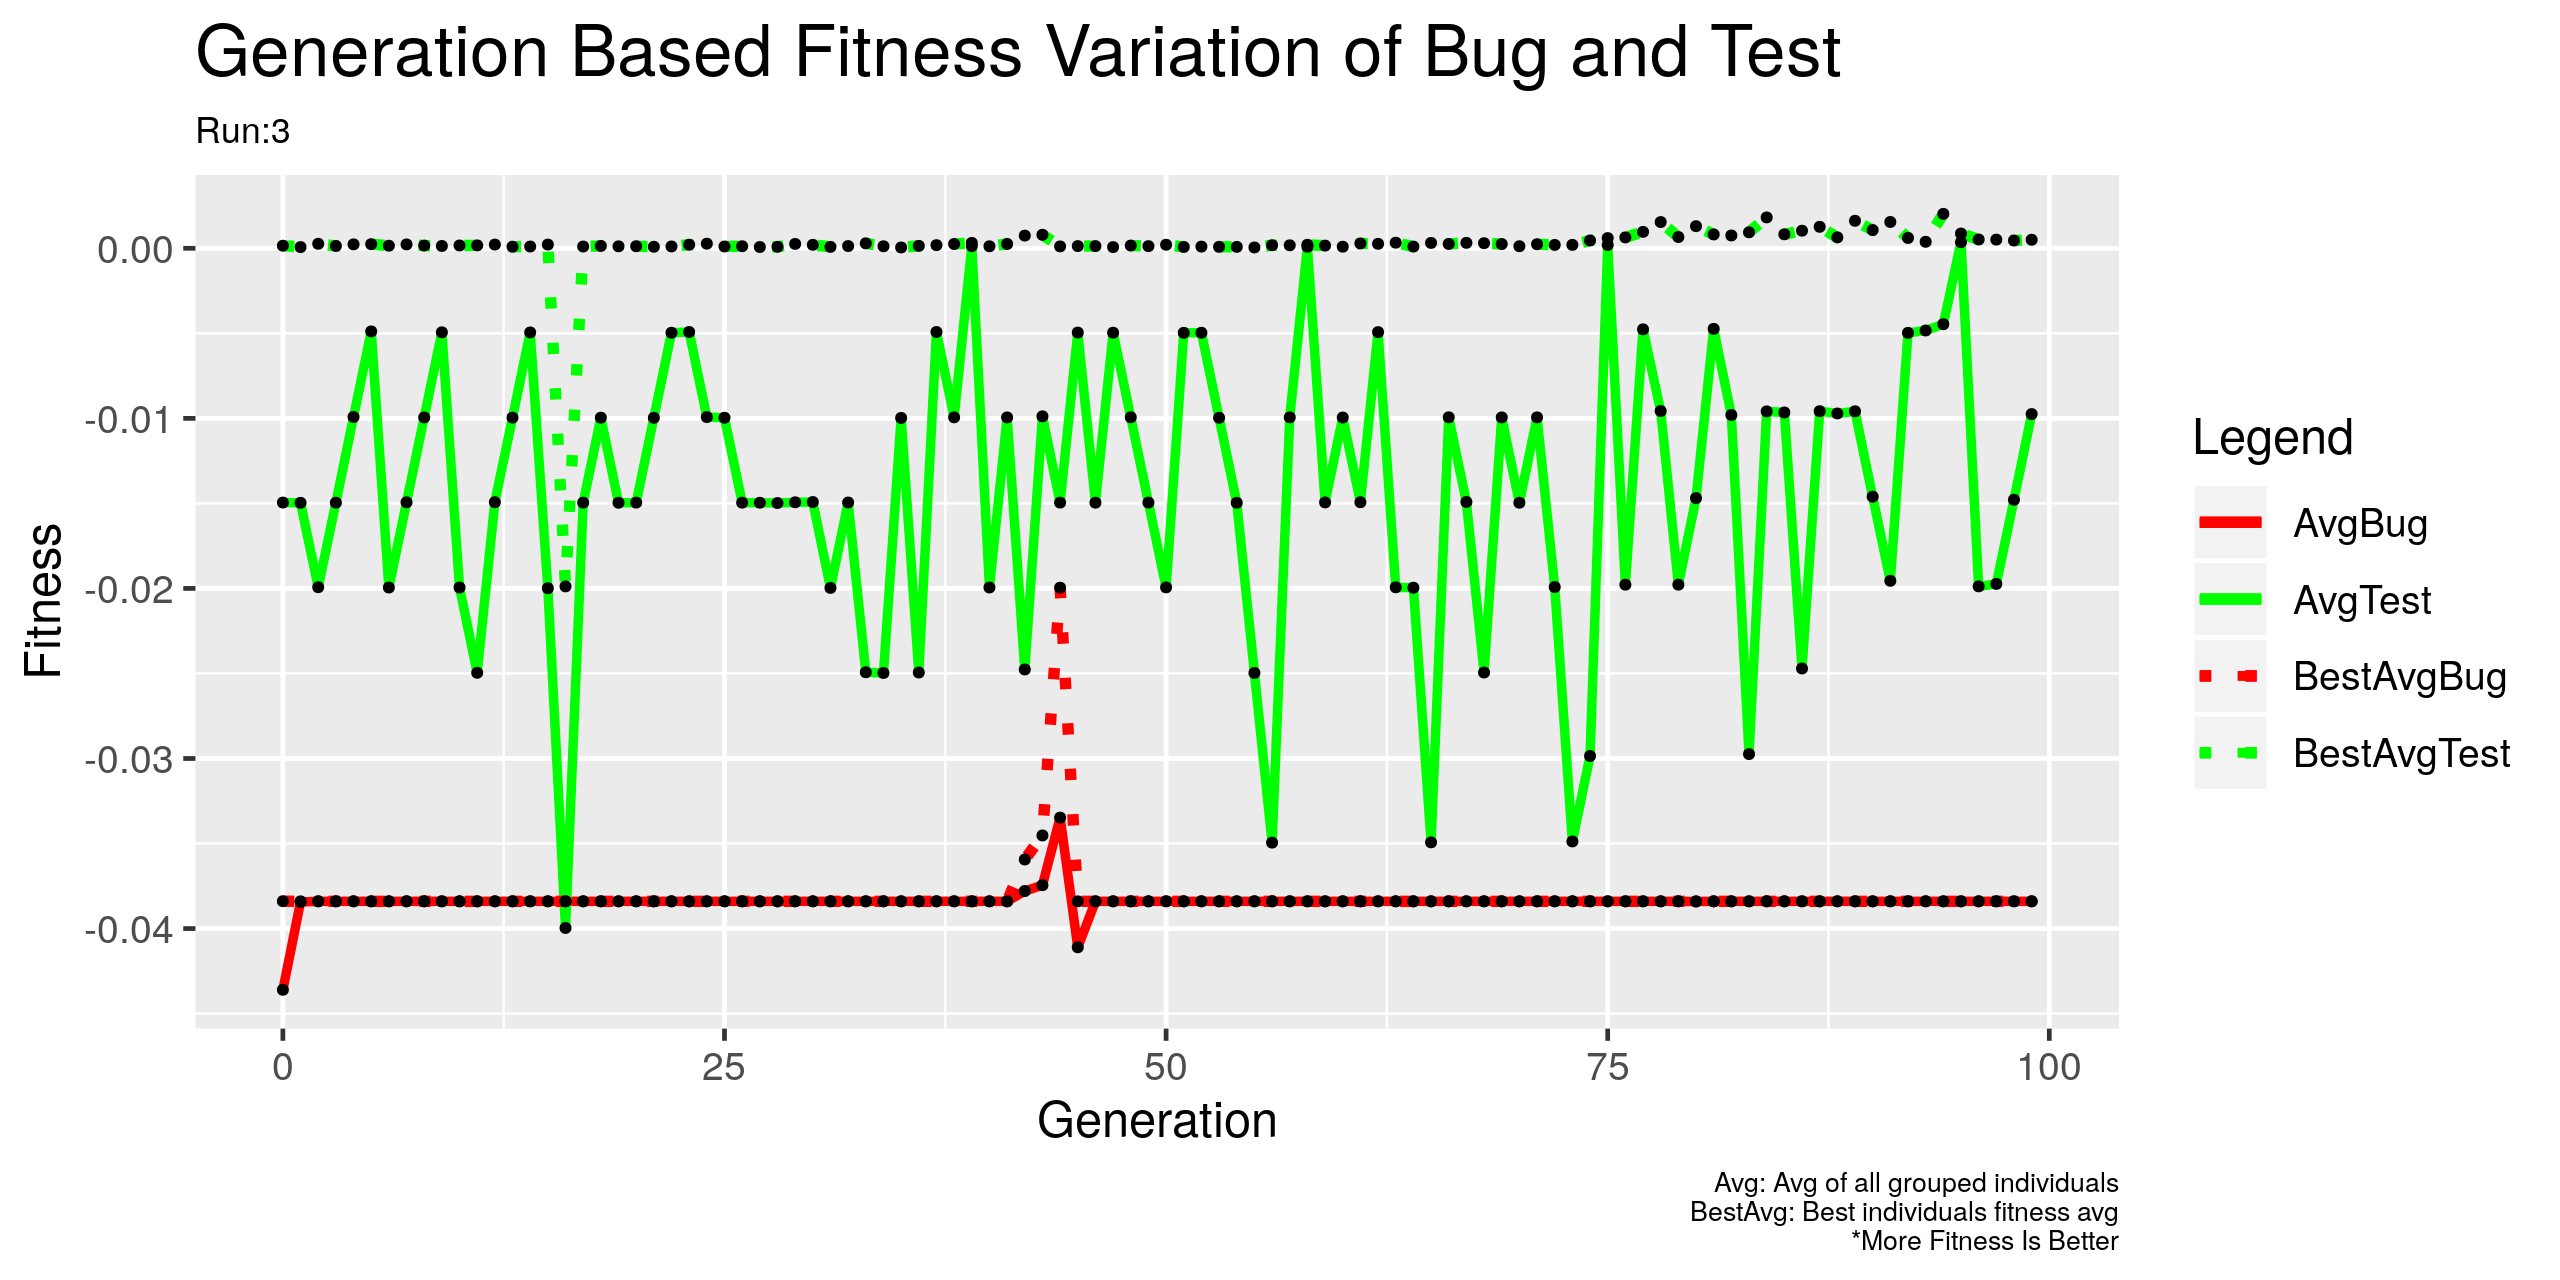 Generation Based Fitness Variation of Bug and Test
Run:3
Fitness
0.00
-0.01
-0.02
-0.03
-0.04
0
25
50
75
100
Generation
Legend
AvgBug
AvgTest
BestAvgBug
BestAvgTest
Avg: Avg of all grouped individuals
BestAvg: Best individuals fitness avg
*More Fitness Is Better